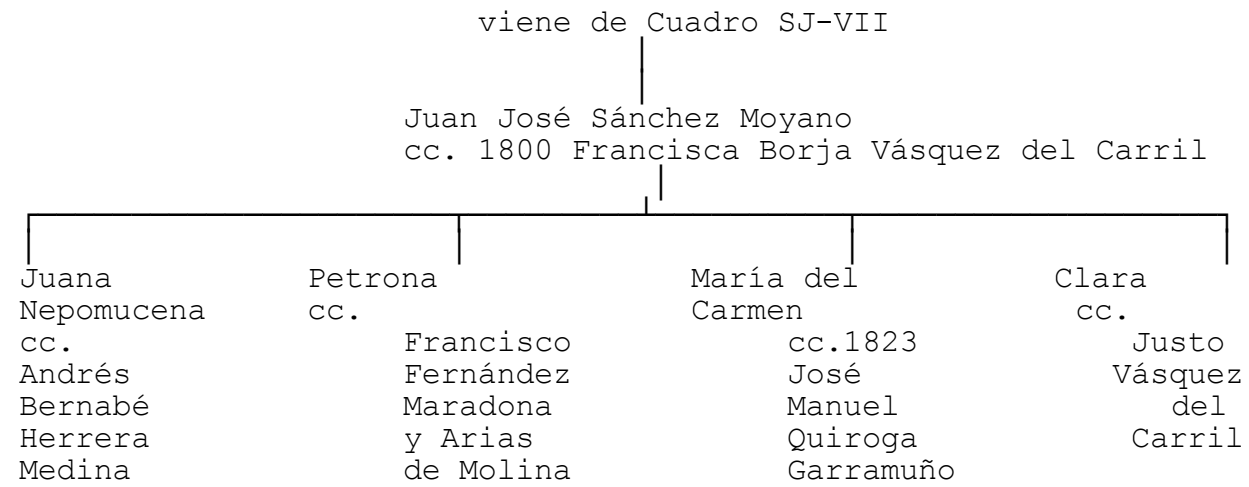 viene de Cuadro SJ-VII
Juan José Sánchez Moyano
cc. 1800 Francisca Borja Vásquez del Carril
Juana Petrona María del Clara
Nepomucena cc. Carmen cc.
cc. Francisco cc.1823 Justo
Andrés Fernández José Vásquez
Bernabé Maradona Manuel del
Herrera y Arias Quiroga Carril
Medina de Molina Garramuño